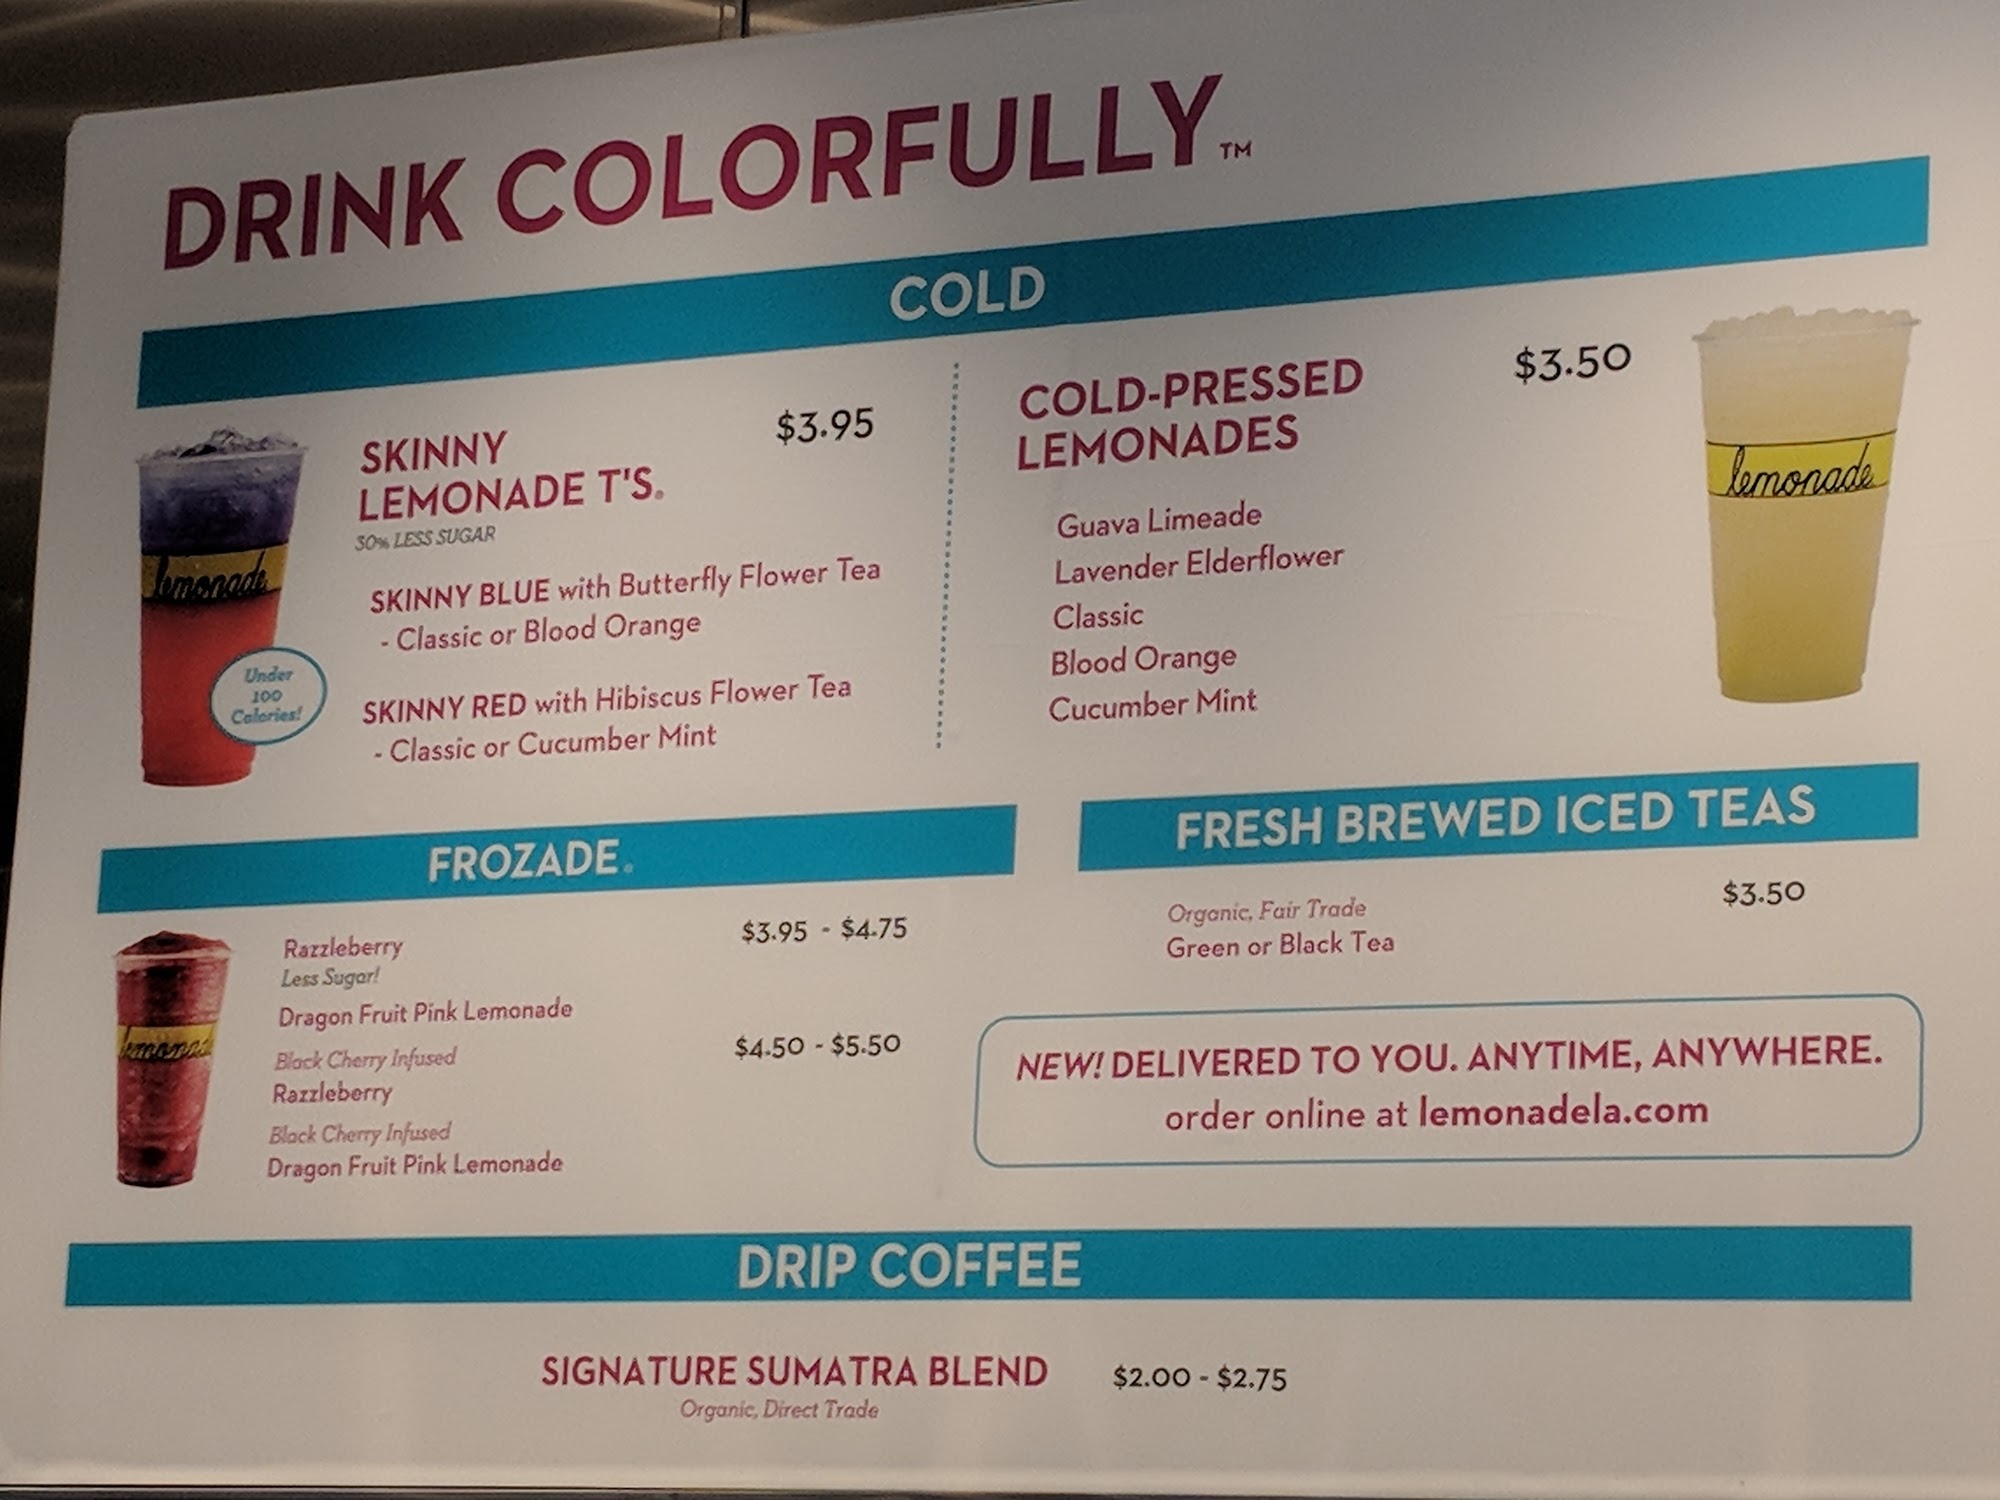 DRINK COLORFULLY™
COLD
SKINNY
LEMONADE T'S®
$3.95
30% LESS SUGAR
SKINNY BLUE with Butterfly Flower Tea
- Classic or Blood Orange
SKINNY RED with Hibiscus Flower Tea
- Classic or Cucumber Mint
lemonade
Under
100
Calories!
COLD-PRESSED
LEMONADES
$3.50
Guava Limeade
Lavender Elderflower
Classic
Blood Orange
Cucumber Mint
lemonade
FROZADE®
Razzleberry
$3.95 - $4.75
Less Sugar!
Dragon Fruit Pink Lemonade
Black Cherry Infused
$4.50 - $5.50
Razzleberry
Black Cherry Infused
Dragon Fruit Pink Lemonade
lemonade
FRESH BREWED ICED TEAS
Organic, Fair Trade
$3.50
Green or Black Tea
NEW! DELIVERED TO YOU. ANYTIME, ANYWHERE.
order online at lemonadela.com
DRIP COFFEE
SIGNATURE SUMATRA BLEND $2.00 - $2.75
Organic, Direct Trade